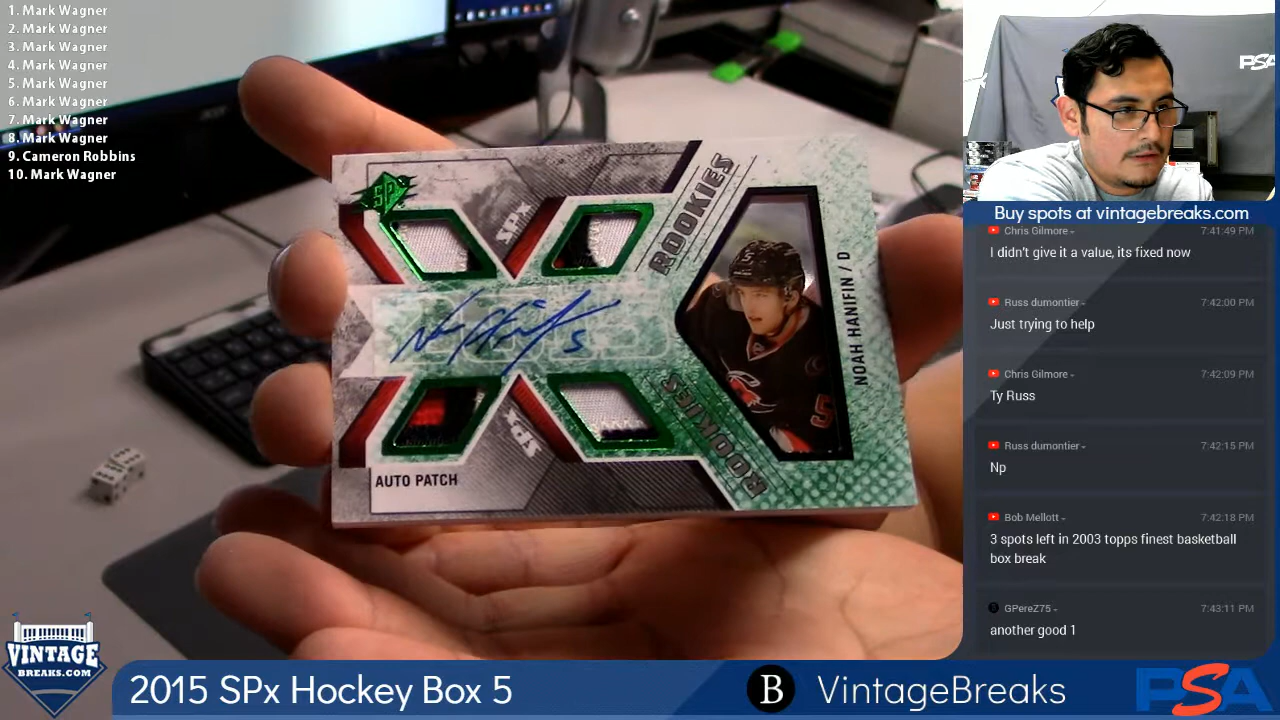 1. Mark Wagner
2. Mark Wagner
3. Mark Wagner
4. Mark Wagner
5. Mark Wagner
6. Mark Wagner
7. Mark Wagner
8. Mark Wagner
9. Cameron Robbins
10. Mark Wagner
acer
SP
SPx
ROOKIES
NOAH HANIFIN / D
5
SPx
ROOKIES
AUTO PATCH
PSA
Buy spots at vintagebreaks.com
Chris Gilmore - 7:41:49 PM
I didn't give it a value, its fixed now
Russ dumontier - 7:42:00 PM
Just trying to help
Chris Gilmore - 7:42:09 PM
Ty Russ
Russ dumontier - 7:42:15 PM
Np
Bob Mellott - 7:42:18 PM
3 spots left in 2003 topps finest basketball
box break
GPereZ75 - 7:43:11 PM
another good 1
VINTAGE
BREAKS.COM
2015 SPx Hockey Box 5
B VintageBreaks
PSA